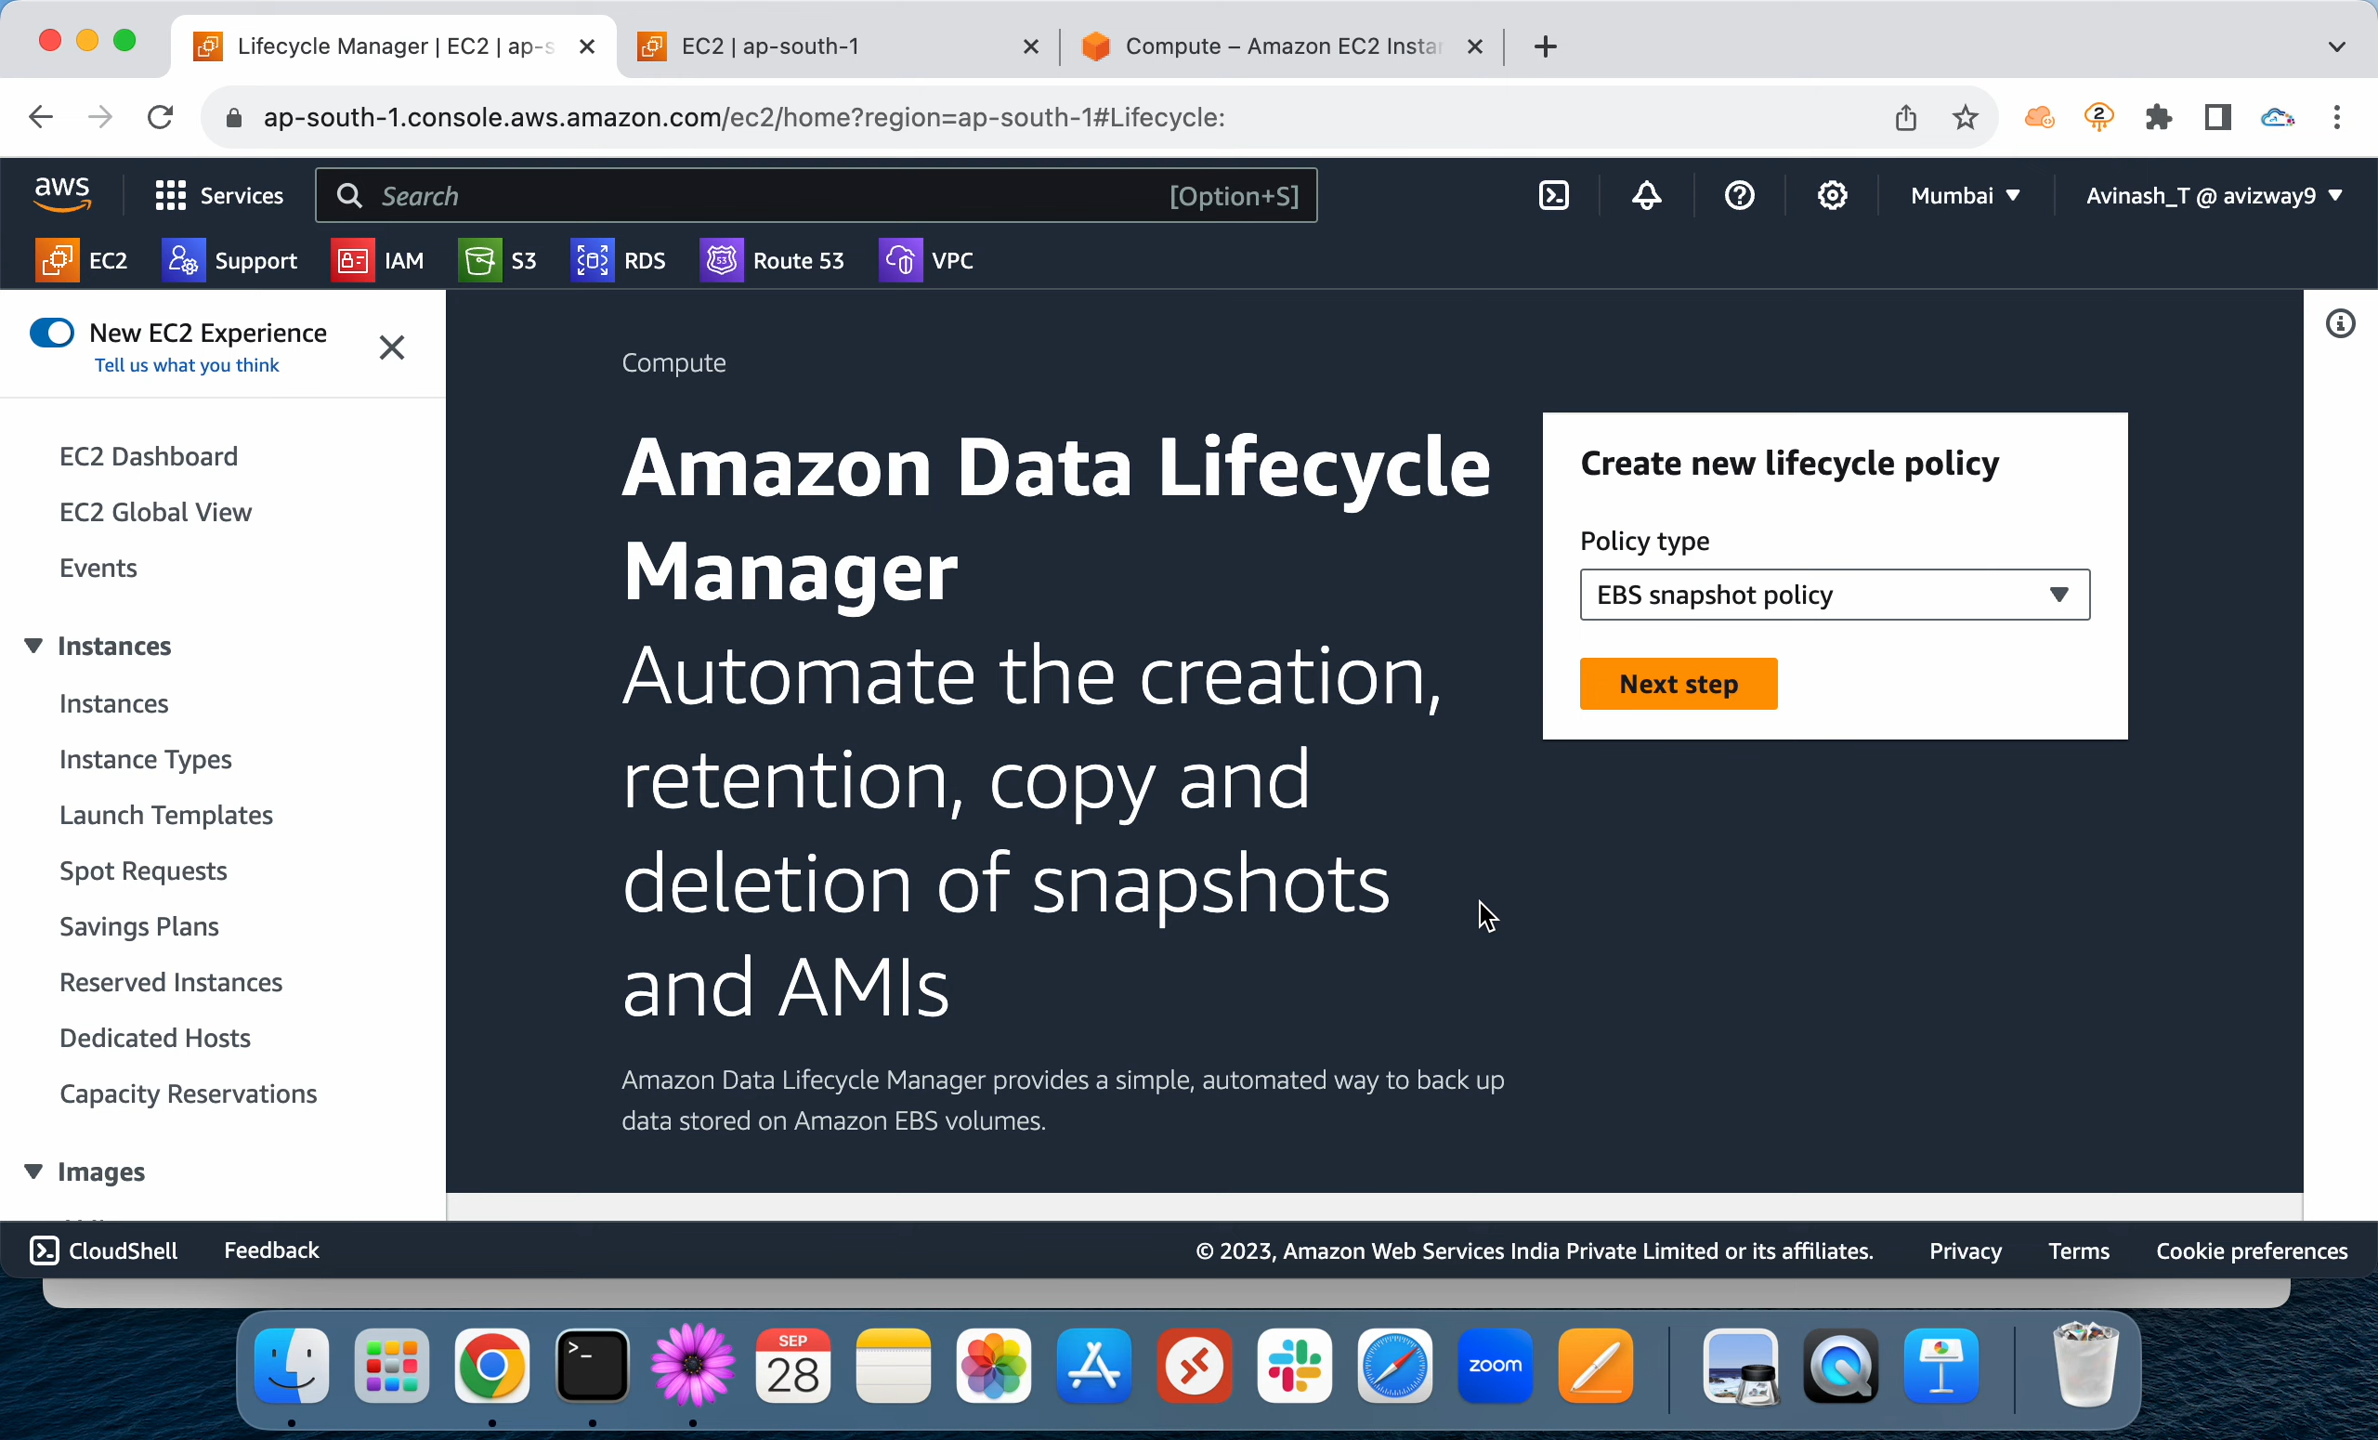 Lifecycle Manager | EC2 | ap-s
EC2 | ap-south-1
Compute – Amazon EC2 Insta
ap-south-1.console.aws.amazon.com/ec2/home?region=ap-south-1#Lifecycle:
2
aws
Services
Search
[Option+S]
Mumbai
Avinash_T @ avizway9
EC2
Support
IAM
S3
RDS
53
Route 53
VPC
New EC2 Experience
Tell us what you think
EC2 Dashboard
EC2 Global View
Events
Instances
Instances
Instance Types
Launch Templates
Spot Requests
Savings Plans
Reserved Instances
Dedicated Hosts
Capacity Reservations
Images
Compute
Amazon Data Lifecycle
Manager
Automate the creation,
retention, copy and
deletion of snapshots
and AMIs
Amazon Data Lifecycle Manager provides a simple, automated way to back up
data stored on Amazon EBS volumes.
Create new lifecycle policy
Policy type
EBS snapshot policy
Next step
CloudShell
Feedback
© 2023, Amazon Web Services India Private Limited or its affiliates.
Privacy
Terms
Cookie preferences
SEP
28
zoom